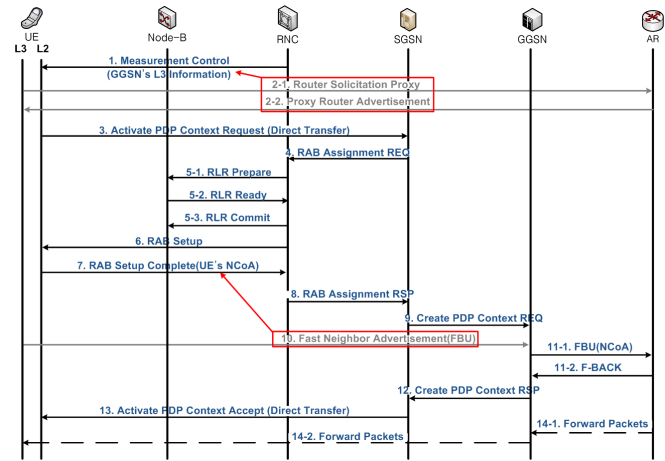 UE
Node-B
RNC
SGSN
GGSN
AR
L3 L2
1. Measurement Control
(GGSN's L3 Information)
2-1. Router Solicitation Proxy
2-2. Proxy Router Advertisement
3. Activate PDP Context Request (Direct Transfer)
4. RAB Assignment REQ
5-1. RLR Prepare
5-2. RLR Ready
5-3. RLR Commit
6. RAB Setup
7. RAB Setup Complete(UE's NCoA)
8. RAB Assignment RSP
9. Create PDP Context REQ
10. Fast Neighbor Advertisement(FBU)
11-1. FBU(NCoA)
11-2. F-BACK
12. Create PDP Context RSP
13. Activate PDP Context Accept (Direct Transfer)
14-1. Forward Packets
14-2. Forward Packets